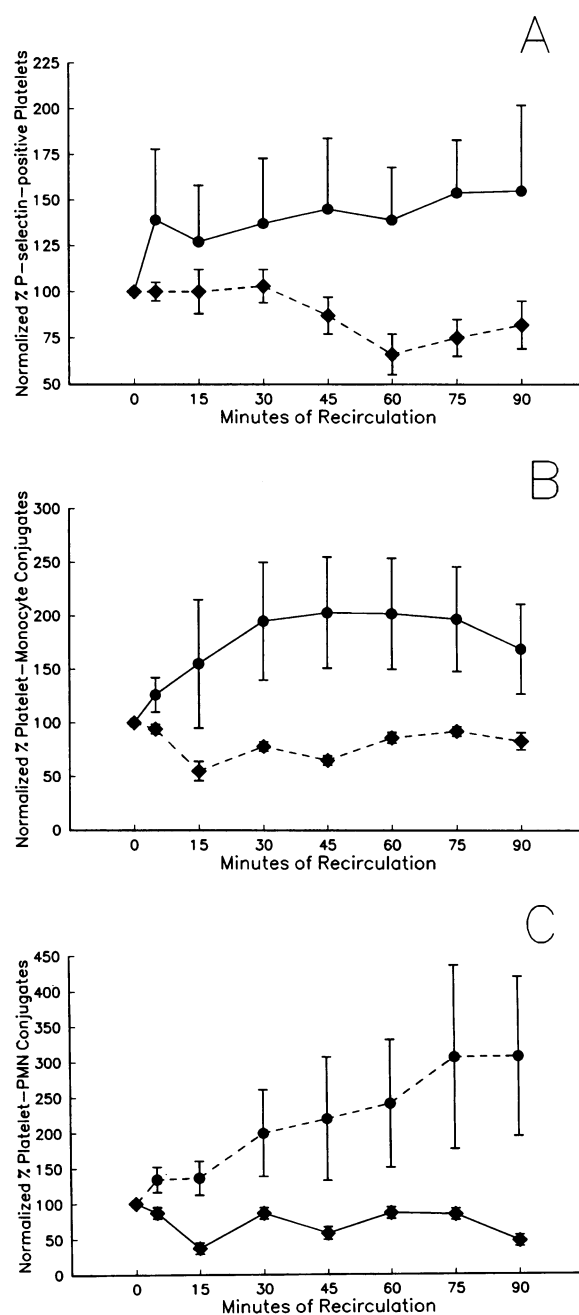 A
Normalized % P-selectin-positive Platelets
225
200
175
150
125
100
75
50
0 15 30 45 60 75 90
Minutes of Recirculation
B
Normalized % Platelet-Monocyte Conjugates
300
250
200
150
100
50
0
0 15 30 45 60 75 90
Minutes of Recirculation
C
Normalized % Platelet-PMN Conjugates
450
400
350
300
250
200
150
100
50
0
0 15 30 45 60 75 90
Minutes of Recirculation